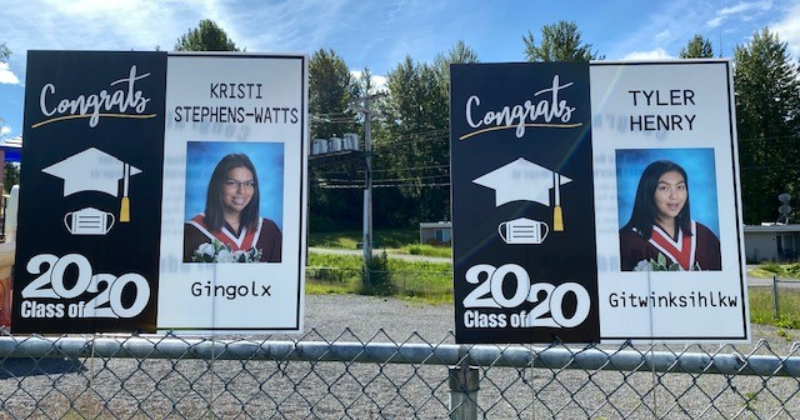 Congrats
2020
Class of
KRISTI
STEPHENS-WATTS
Gingolx
Congrats
2020
Class of
TYLER
HENRY
Gitwinksihlkw